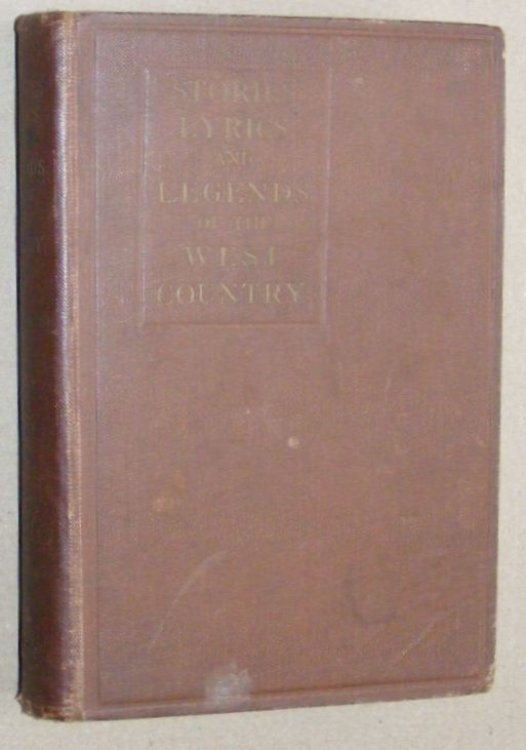 STORIES
LYRICS
AND
LEGENDS
OF THE
WEST
COUNTRY